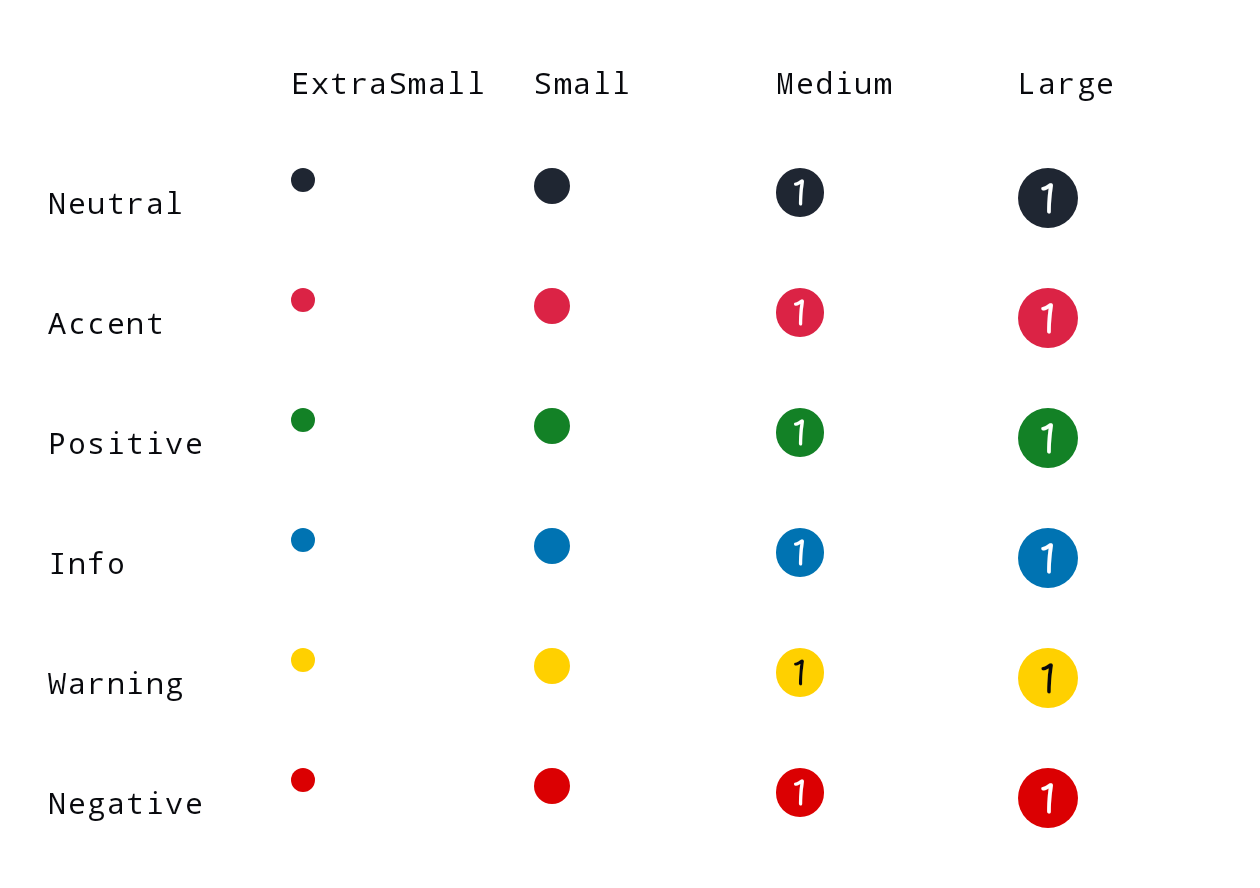 ExtraSmall Small Medium Large
Neutral 1 1
Accent 1 1
Positive 1 1
Info 1 1
Warning 1 1
Negative 1 1